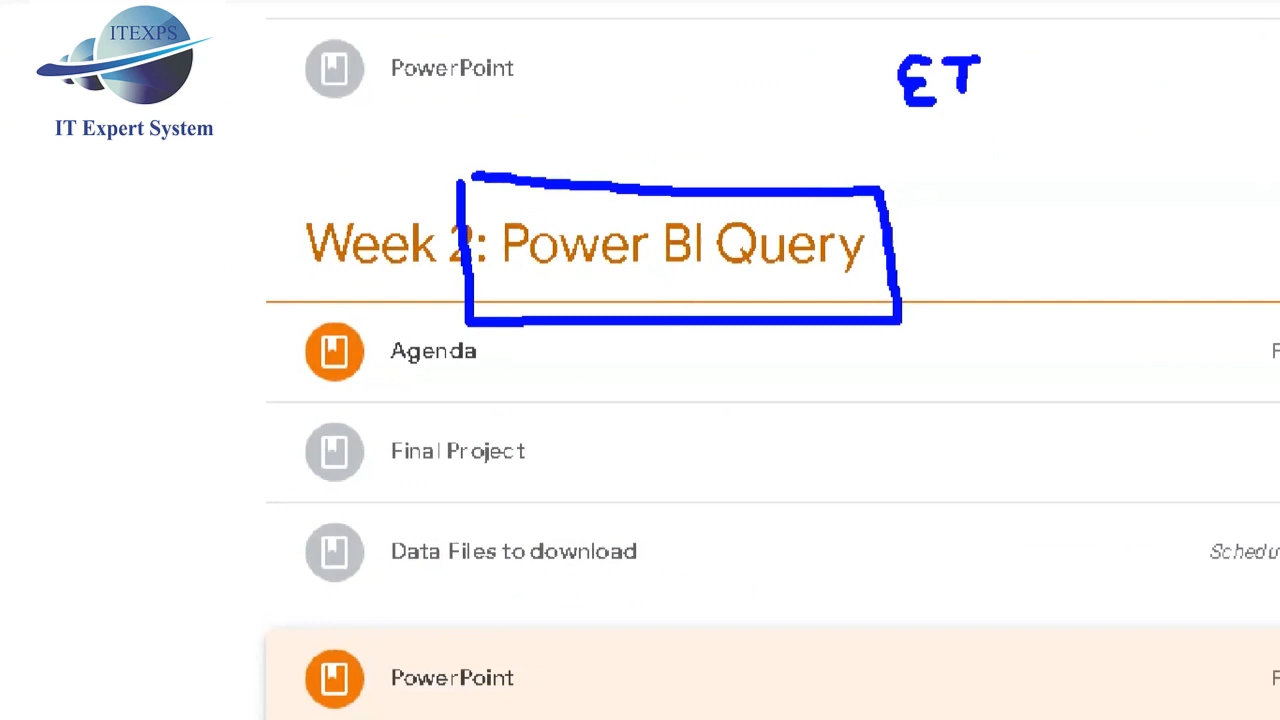 ITEXPS
IT Expert System
PowerPoint
ET
Week 2: Power BI Query
Agenda
Final Project
Data Files to download
PowerPoint